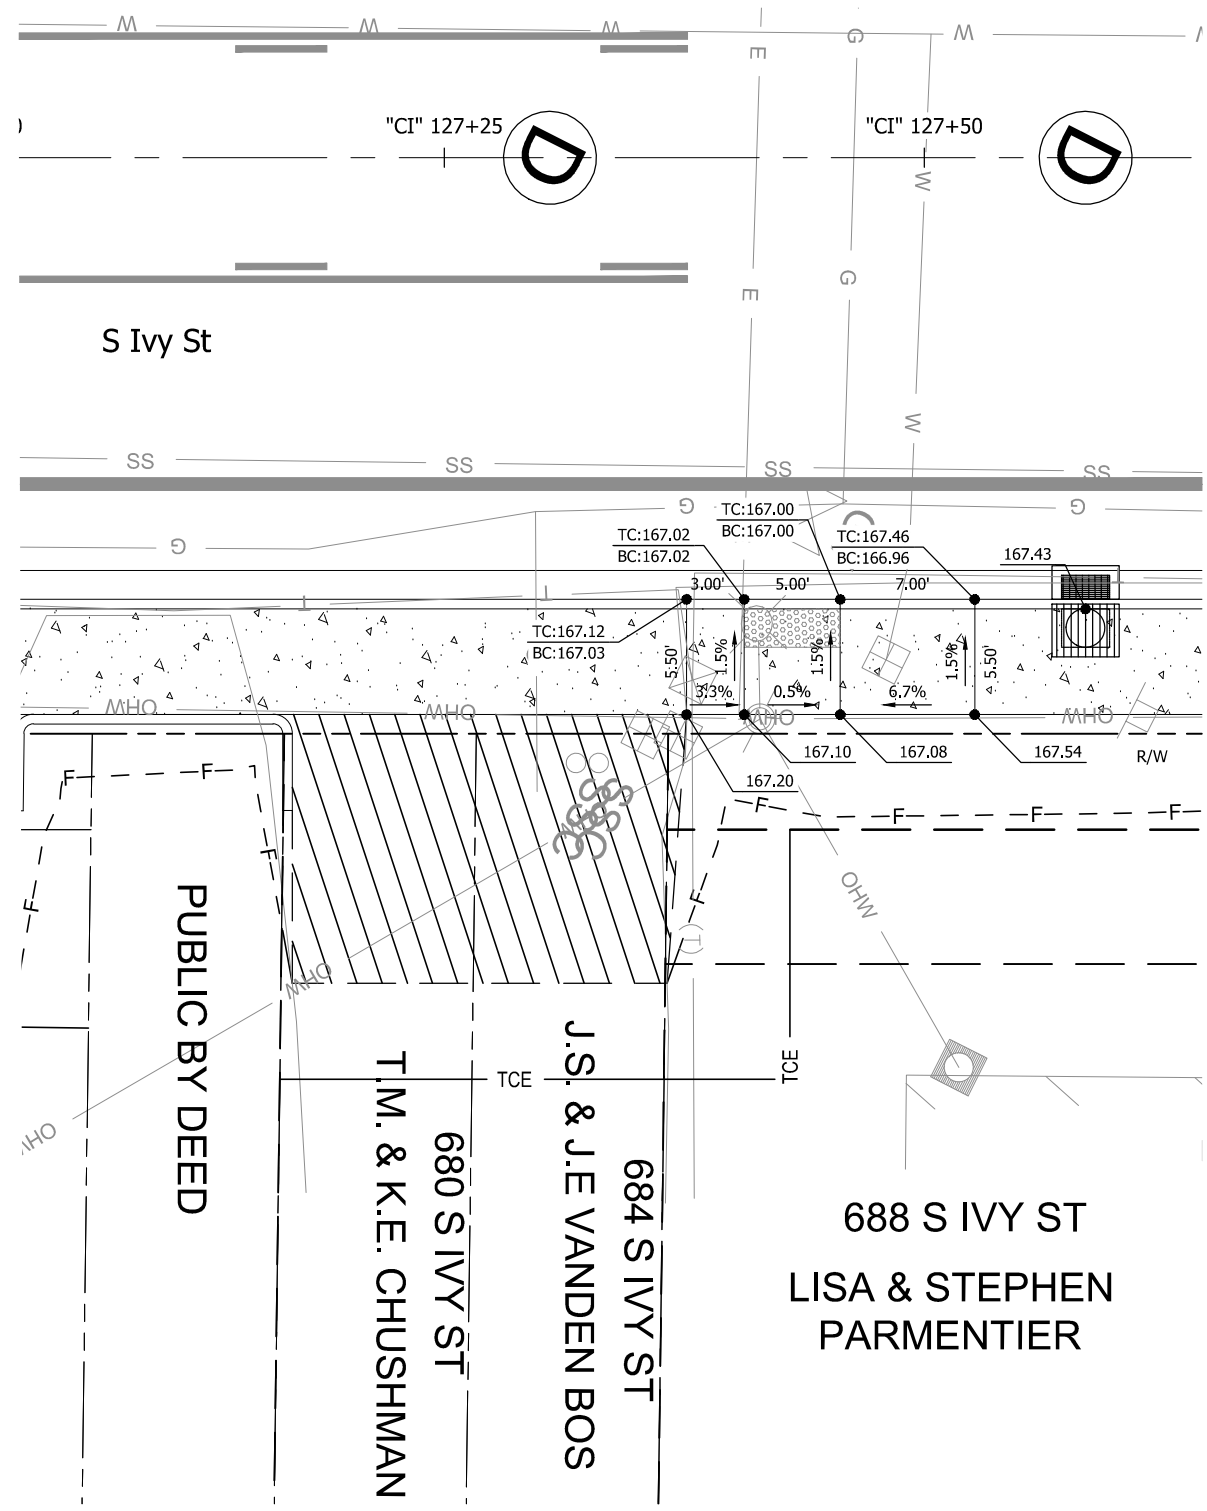 W
W
W
W
W
E
G
"CI" 127+25
"CI" 127+50
D
D
W
E
G
S Ivy St
W
SS
SS
SS
SS
G
G
G
TC:167.00
BC:167.00
TC:167.02
BC:167.02
TC:167.46
BC:166.96
167.43
3.00'
5.00'
7.00'
T
T
T
TC:167.12
BC:167.03
5.50'
1.5%
1.5%
1.5%
5.50'
3.3%
0.5%
6.7%
OHW
OHW
OHW
OHW
167.10
167.08
167.54
R/W
167.20
F
F
F
F
F
F
F
F
F
OHW
(T)
OHW
PUBLIC BY DEED
T.M. & K.E. CHUSHMAN
680 S IVY ST
J.S. & J.E VANDEN BOS
684 S IVY ST
TCE
TCE
688 S IVY ST
LISA & STEPHEN
PARMENTIER